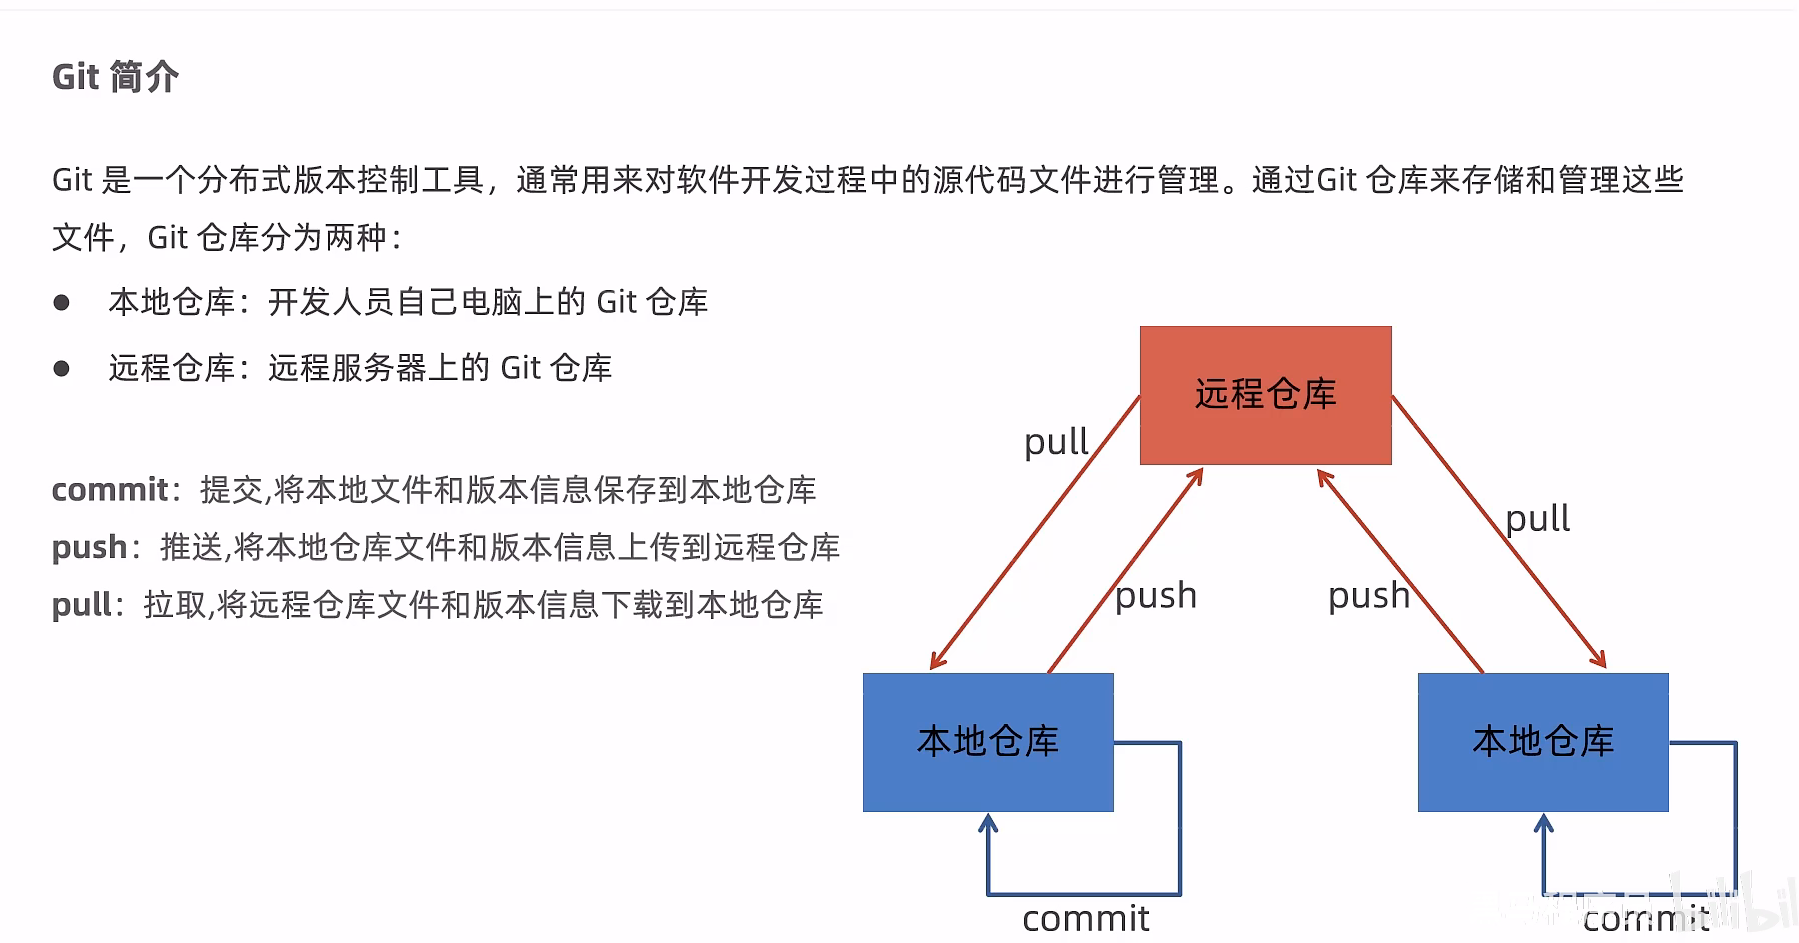 Git 简介
Git 是一个分布式版本控制工具，通常用来对软件开发过程中的源代码文件进行管理。通过Git 仓库来存储和管理这些
文件，Git 仓库分为两种：
● 本地仓库：开发人员自己电脑上的 Git 仓库
● 远程仓库：远程服务器上的 Git 仓库
commit：提交,将本地文件和版本信息保存到本地仓库
push：推送,将本地仓库文件和版本信息上传到远程仓库
pull：拉取,将远程仓库文件和版本信息下载到本地仓库
远程仓库
pull
pull
push
push
本地仓库
本地仓库
commit
commit